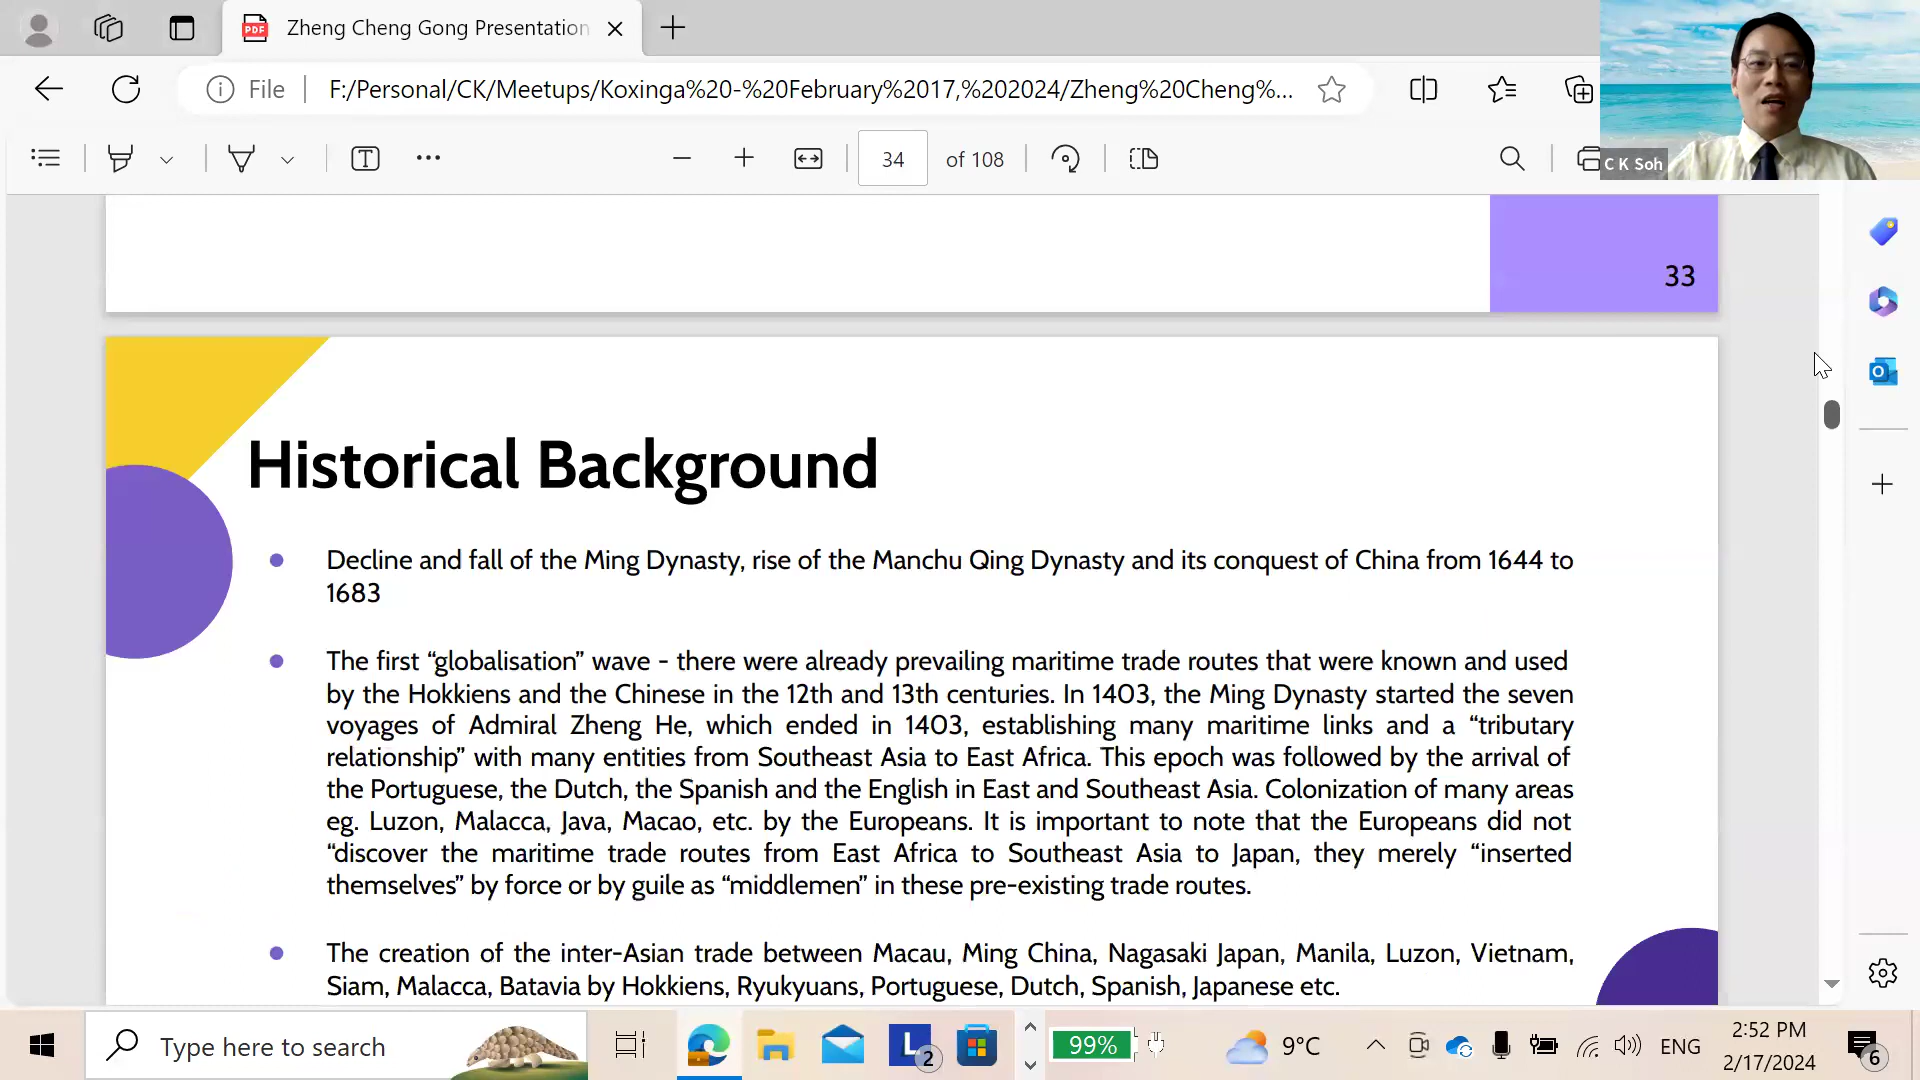 Zheng Cheng Gong Presentation
File
F:/Personal/CK/Meetups/Koxinga%20-%20February%2017,%202024/Zheng%20Cheng%...
34 of 108
C K Soh
33
Historical Background
Decline and fall of the Ming Dynasty, rise of the Manchu Qing Dynasty and its conquest of China from 1644 to
1683
The first “globalisation” wave - there were already prevailing maritime trade routes that were known and used
by the Hokkiens and the Chinese in the 12th and 13th centuries. In 1403, the Ming Dynasty started the seven
voyages of Admiral Zheng He, which ended in 1403, establishing many maritime links and a “tributary
relationship” with many entities from Southeast Asia to East Africa. This epoch was followed by the arrival of
the Portuguese, the Dutch, the Spanish and the English in East and Southeast Asia. Colonization of many areas
eg. Luzon, Malacca, Java, Macao, etc. by the Europeans. It is important to note that the Europeans did not
“discover the maritime trade routes from East Africa to Southeast Asia to Japan, they merely “inserted
themselves” by force or by guile as “middlemen” in these pre-existing trade routes.
The creation of the inter-Asian trade between Macau, Ming China, Nagasaki Japan, Manila, Luzon, Vietnam,
Siam, Malacca, Batavia by Hokkiens, Ryukyuans, Portuguese, Dutch, Spanish, Japanese etc.
Type here to search
L
2
99%
9°C
ENG
2:52 PM
2/17/2024
6